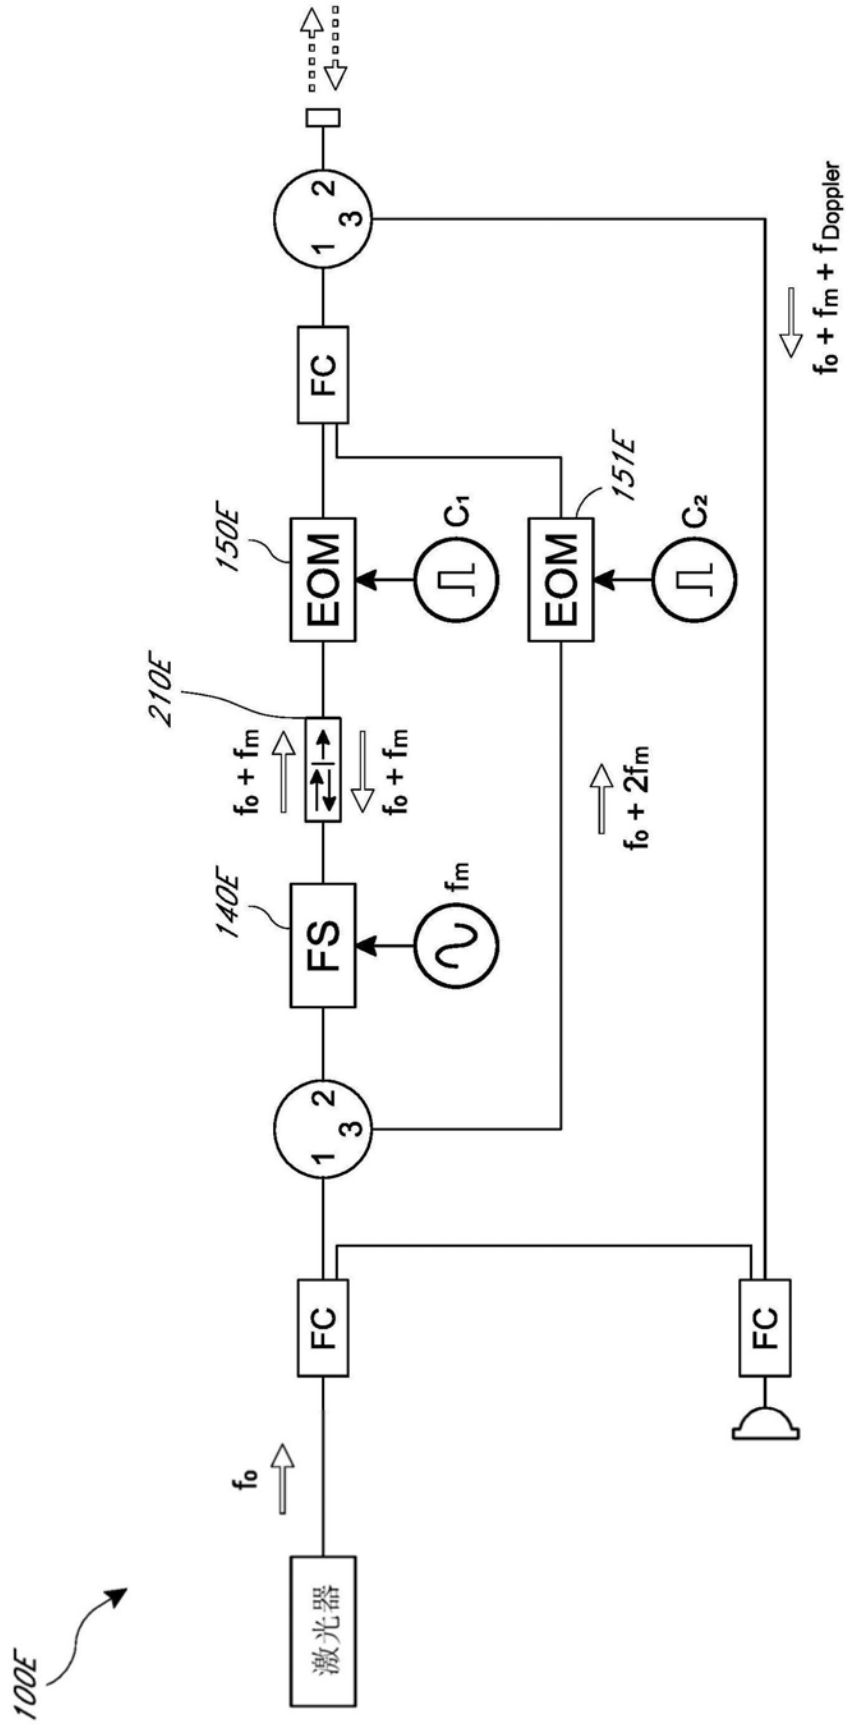 100E
激光器
f₀
FC
1 2
3
140E
FS
fm
f₀ + fm
210E
f₀ + fm
150E
EOM
C₁
f₀ + 2fm
151E
EOM
C₂
FC
1 2
3
f₀ + fm + fDoppler
FC